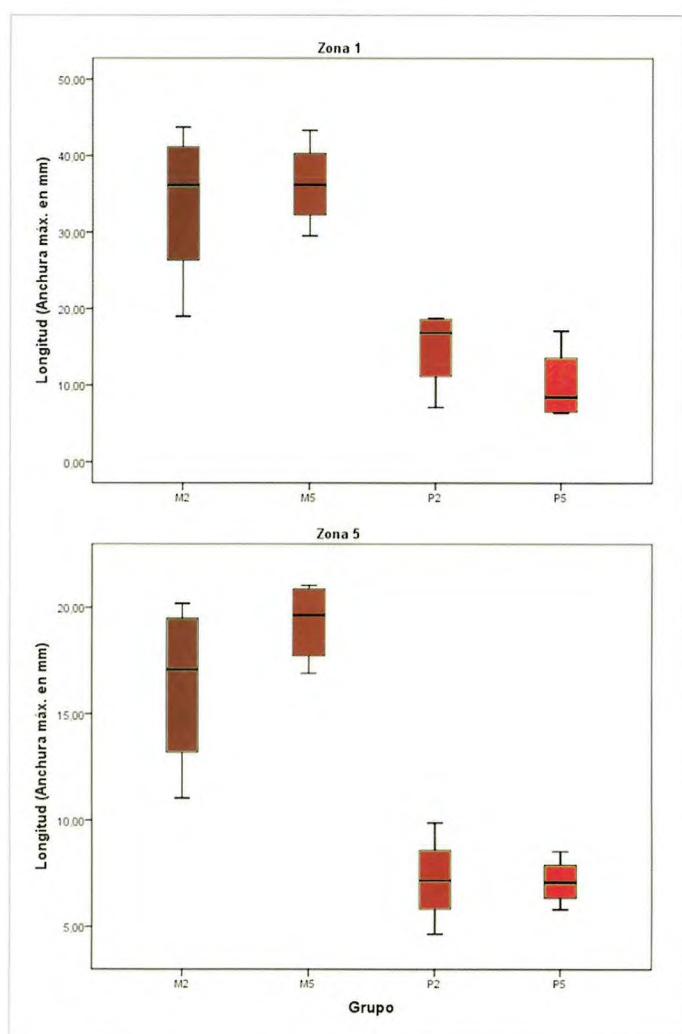 Zona 1
Longitud (Anchura máx. en mm)
50,00
40,00
30,00
20,00
10,00
0,00
M2 M5 P2 P5
Zona 5
Longitud (Anchura máx. en mm)
20,00
15,00
10,00
5,00
M2 M5 P2 P5
Grupo